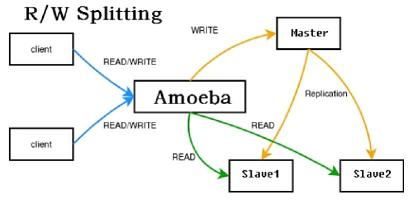 R/W Splitting
client
READ/WRITE
WRITE
Master
Amoeba
Replication
client
READ/WRITE
READ
READ
Slave1
Slave2